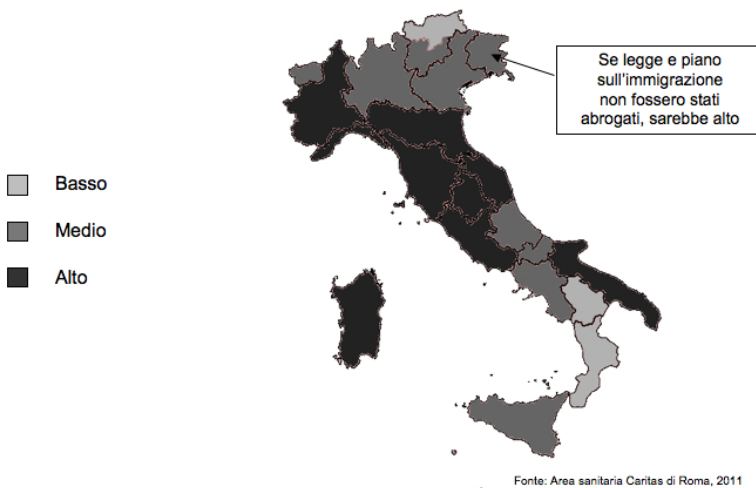 Se legge e piano
sull'immigrazione
non fossero stati
abrogati, sarebbe alto
Basso
Medio
Alto
Fonte: Area sanitaria Caritas di Roma, 2011